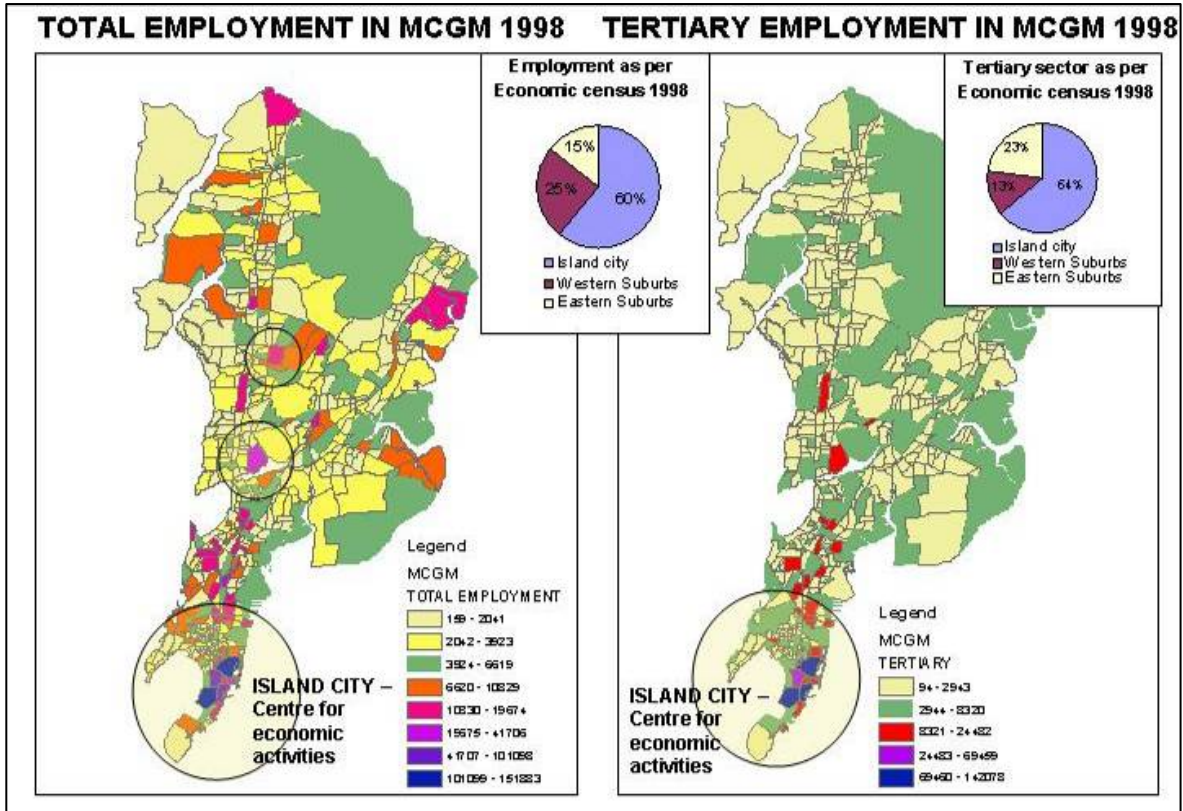 TOTAL EMPLOYMENT IN MCGM 1998
Employment as per
Economic census 1998
15%
25%
60%
Island city
Western Suburbs
Eastern Suburbs
Legend
MCGM
TOTAL EMPLOYMENT
159 - 2041
2042 - 3923
3924 - 6619
6620 - 10829
10830 - 19674
19675 - 41706
41707 - 101098
101099 - 151883
ISLAND CITY –
Centre for
economic
activities
TERTIARY EMPLOYMENT IN MCGM 1998
Tertiary sector as per
Economic census 1998
23%
13%
64%
Island city
Western Suburbs
Eastern Suburbs
Legend
MCGM
TERTIARY
94 - 2943
2944 - 8320
8321 - 24482
24483 - 69459
69460 - 142078
ISLAND CITY –
Centre for
economic
activities